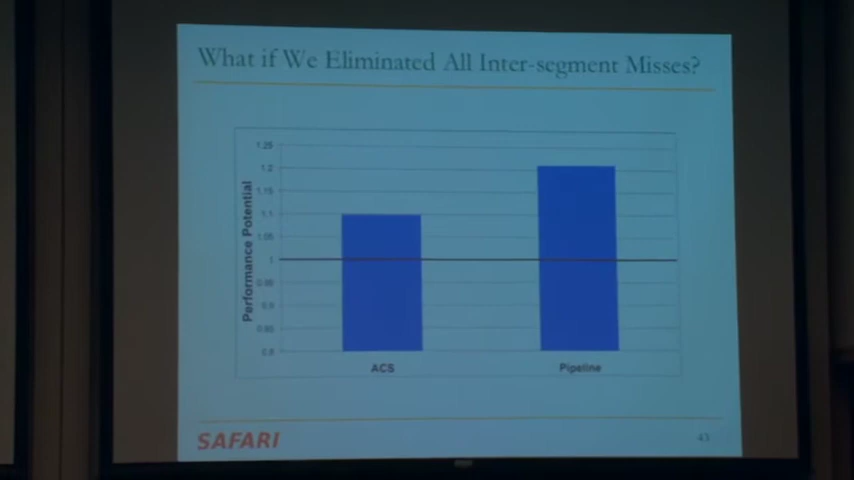 What if We Eliminated All Inter-segment Misses?
Performance Potential
1.25
1.2
1.15
1.1
1.05
1
0.95
0.9
0.85
0.8
ACS
Pipeline
SAFARI
43